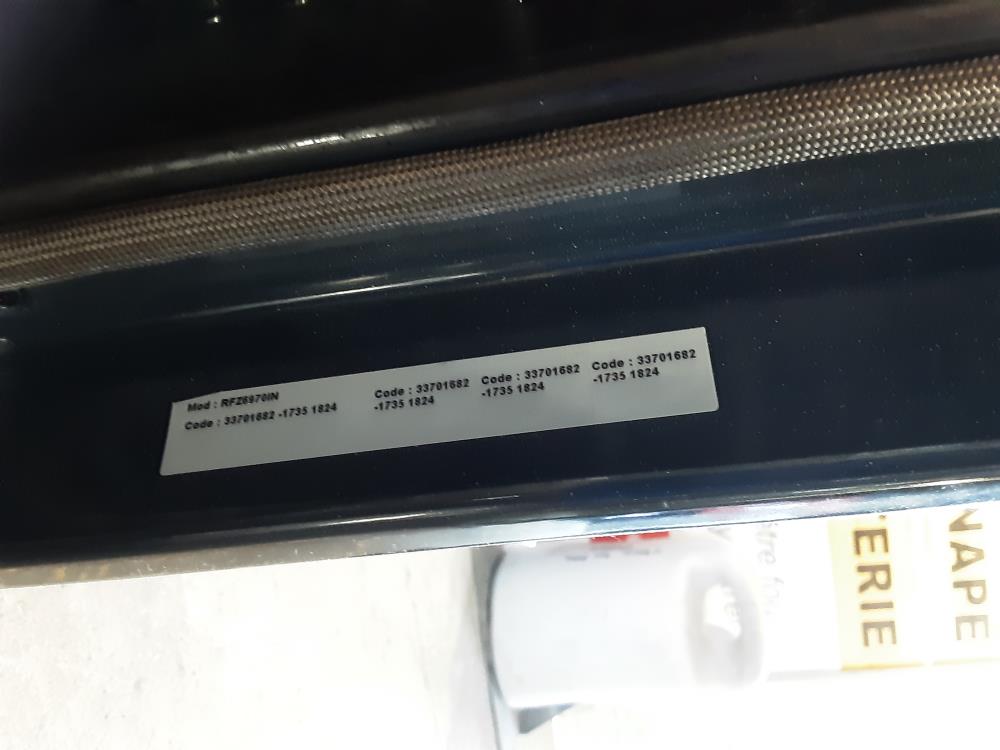 Mod : RFZ6970IN
Code : 33701682 -1735 1824
Code : 33701682
-1735 1824
Code : 33701682
-1735 1824
Code : 33701682
-1735 1824
'ERIE
NAPE